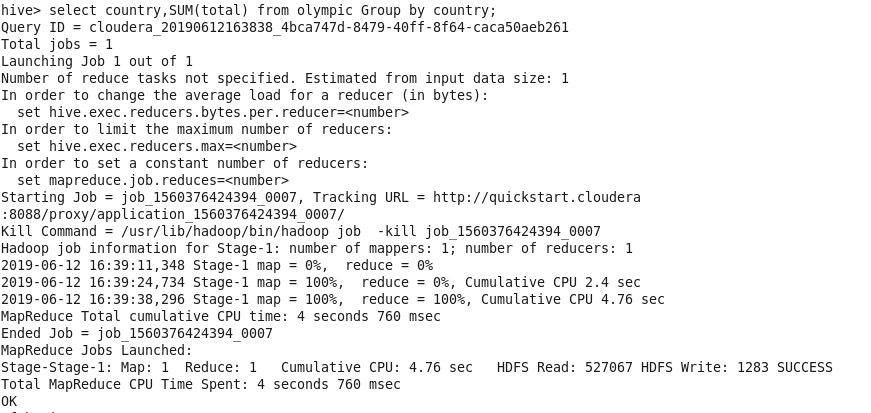 hive> select country,SUM(total) from olympic Group by country;
Query ID = cloudera_20190612163838_4bca747d-8479-40ff-8f64-caca50aeb261
Total jobs = 1
Launching Job 1 out of 1
Number of reduce tasks not specified. Estimated from input data size: 1
In order to change the average load for a reducer (in bytes):
  set hive.exec.reducers.bytes.per.reducer=<number>
In order to limit the maximum number of reducers:
  set hive.exec.reducers.max=<number>
In order to set a constant number of reducers:
  set mapreduce.job.reduces=<number>
Starting Job = job_1560376424394_0007, Tracking URL = http://quickstart.cloudera
:8088/proxy/application_1560376424394_0007/
Kill Command = /usr/lib/hadoop/bin/hadoop job  -kill job_1560376424394_0007
Hadoop job information for Stage-1: number of mappers: 1; number of reducers: 1
2019-06-12 16:39:11,348 Stage-1 map = 0%,  reduce = 0%
2019-06-12 16:39:24,734 Stage-1 map = 100%,  reduce = 0%, Cumulative CPU 2.4 sec
2019-06-12 16:39:38,296 Stage-1 map = 100%,  reduce = 100%, Cumulative CPU 4.76 sec
MapReduce Total cumulative CPU time: 4 seconds 760 msec
Ended Job = job_1560376424394_0007
MapReduce Jobs Launched:
Stage-Stage-1: Map: 1  Reduce: 1   Cumulative CPU: 4.76 sec   HDFS Read: 527067 HDFS Write: 1283 SUCCESS
Total MapReduce CPU Time Spent: 4 seconds 760 msec
OK